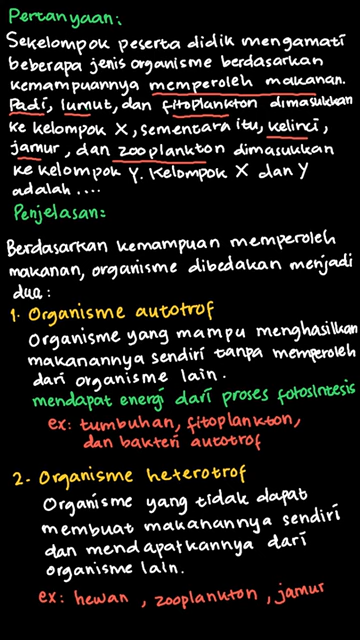 Pertanyaan:
Sekelompok peserta didik mengamati
beberapa jenis organisme berdasarkan
kemampuannya memperoleh makanan.
Padi, lumut, dan fitoplankton dimasukkan
ke kelompok X, sementara itu, kelinci,
jamur, dan zooplankton dimasukkan
ke kelompok Y. Kelompok X dan Y
adalah ....
Penjelasan:
Berdasarkan kemampuan memperoleh
makanan, organisme dibedakan menjadi
dua:
1. Organisme autotrof
Organisme yang mampu menghasilkan
makanannya sendiri tanpa memperoleh
dari organisme lain.
mendapat energi dari proses fotosintesis
ex: tumbuhan, fitoplankton,
dan bakteri autotrof
2. Organisme heterotrof
Organisme yang tidak dapat
membuat makanannya sendiri
dan mendapatkannya dari
organisme lain.
ex: hewan, zooplankton, jamur